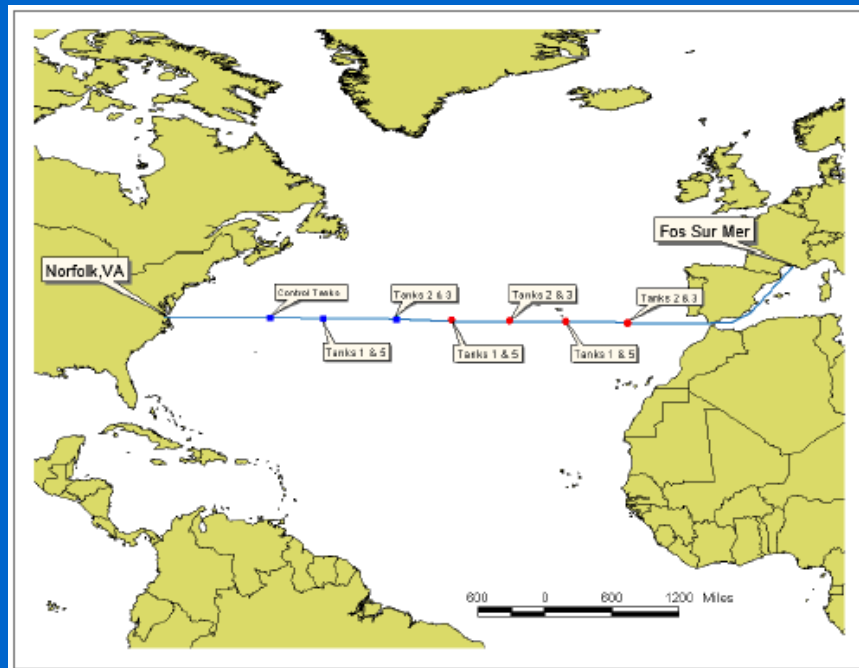 Fos Sur Mer
Norfolk,VA
Control Tanks
Tanks 2 & 3
Tanks 2 & 3
Tanks 2 & 3
Tanks 1 & 5
Tanks 1 & 5
Tanks 1 & 5
600 0 600 1200 Miles